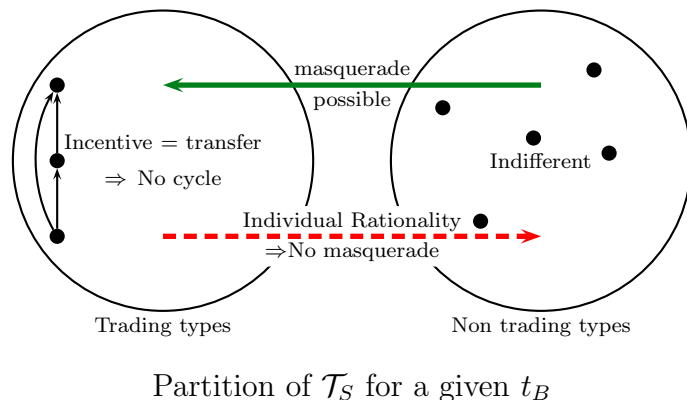 masquerade
possible
Incentive = transfer
⇒ No cycle
Indifferent
Individual Rationality
⇒No masquerade
Trading types
Non trading types
Partition of 𝒯_S for a given t_B